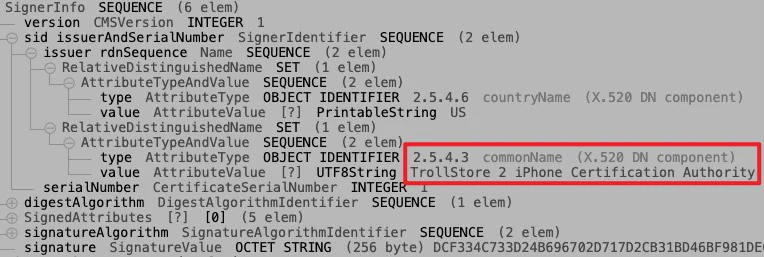 SignerInfo SEQUENCE (6 elem)
version CMSVersion INTEGER 1
sid issuerAndSerialNumber SignerIdentifier SEQUENCE (2 elem)
issuer rdnSequence Name SEQUENCE (2 elem)
RelativeDistinguishedName SET (1 elem)
AttributeTypeAndValue SEQUENCE (2 elem)
type AttributeType OBJECT IDENTIFIER 2.5.4.6 countryName (X.520 DN component)
value AttributeValue [?] PrintableString US
RelativeDistinguishedName SET (1 elem)
AttributeTypeAndValue SEQUENCE (2 elem)
type AttributeType OBJECT IDENTIFIER 2.5.4.3 commonName (X.520 DN component)
value AttributeValue [?] UTF8String TrollStore 2 iPhone Certification Authority
serialNumber CertificateSerialNumber INTEGER 1
digestAlgorithm DigestAlgorithmIdentifier SEQUENCE (2 elem)
SignedAttributes [?] [0] (5 elem)
signatureAlgorithm SignatureAlgorithmIdentifier SEQUENCE (2 elem)
signature SignatureValue OCTET STRING (256 byte) DCF334C733D24B696702D717D2CB31BD46BF981DE